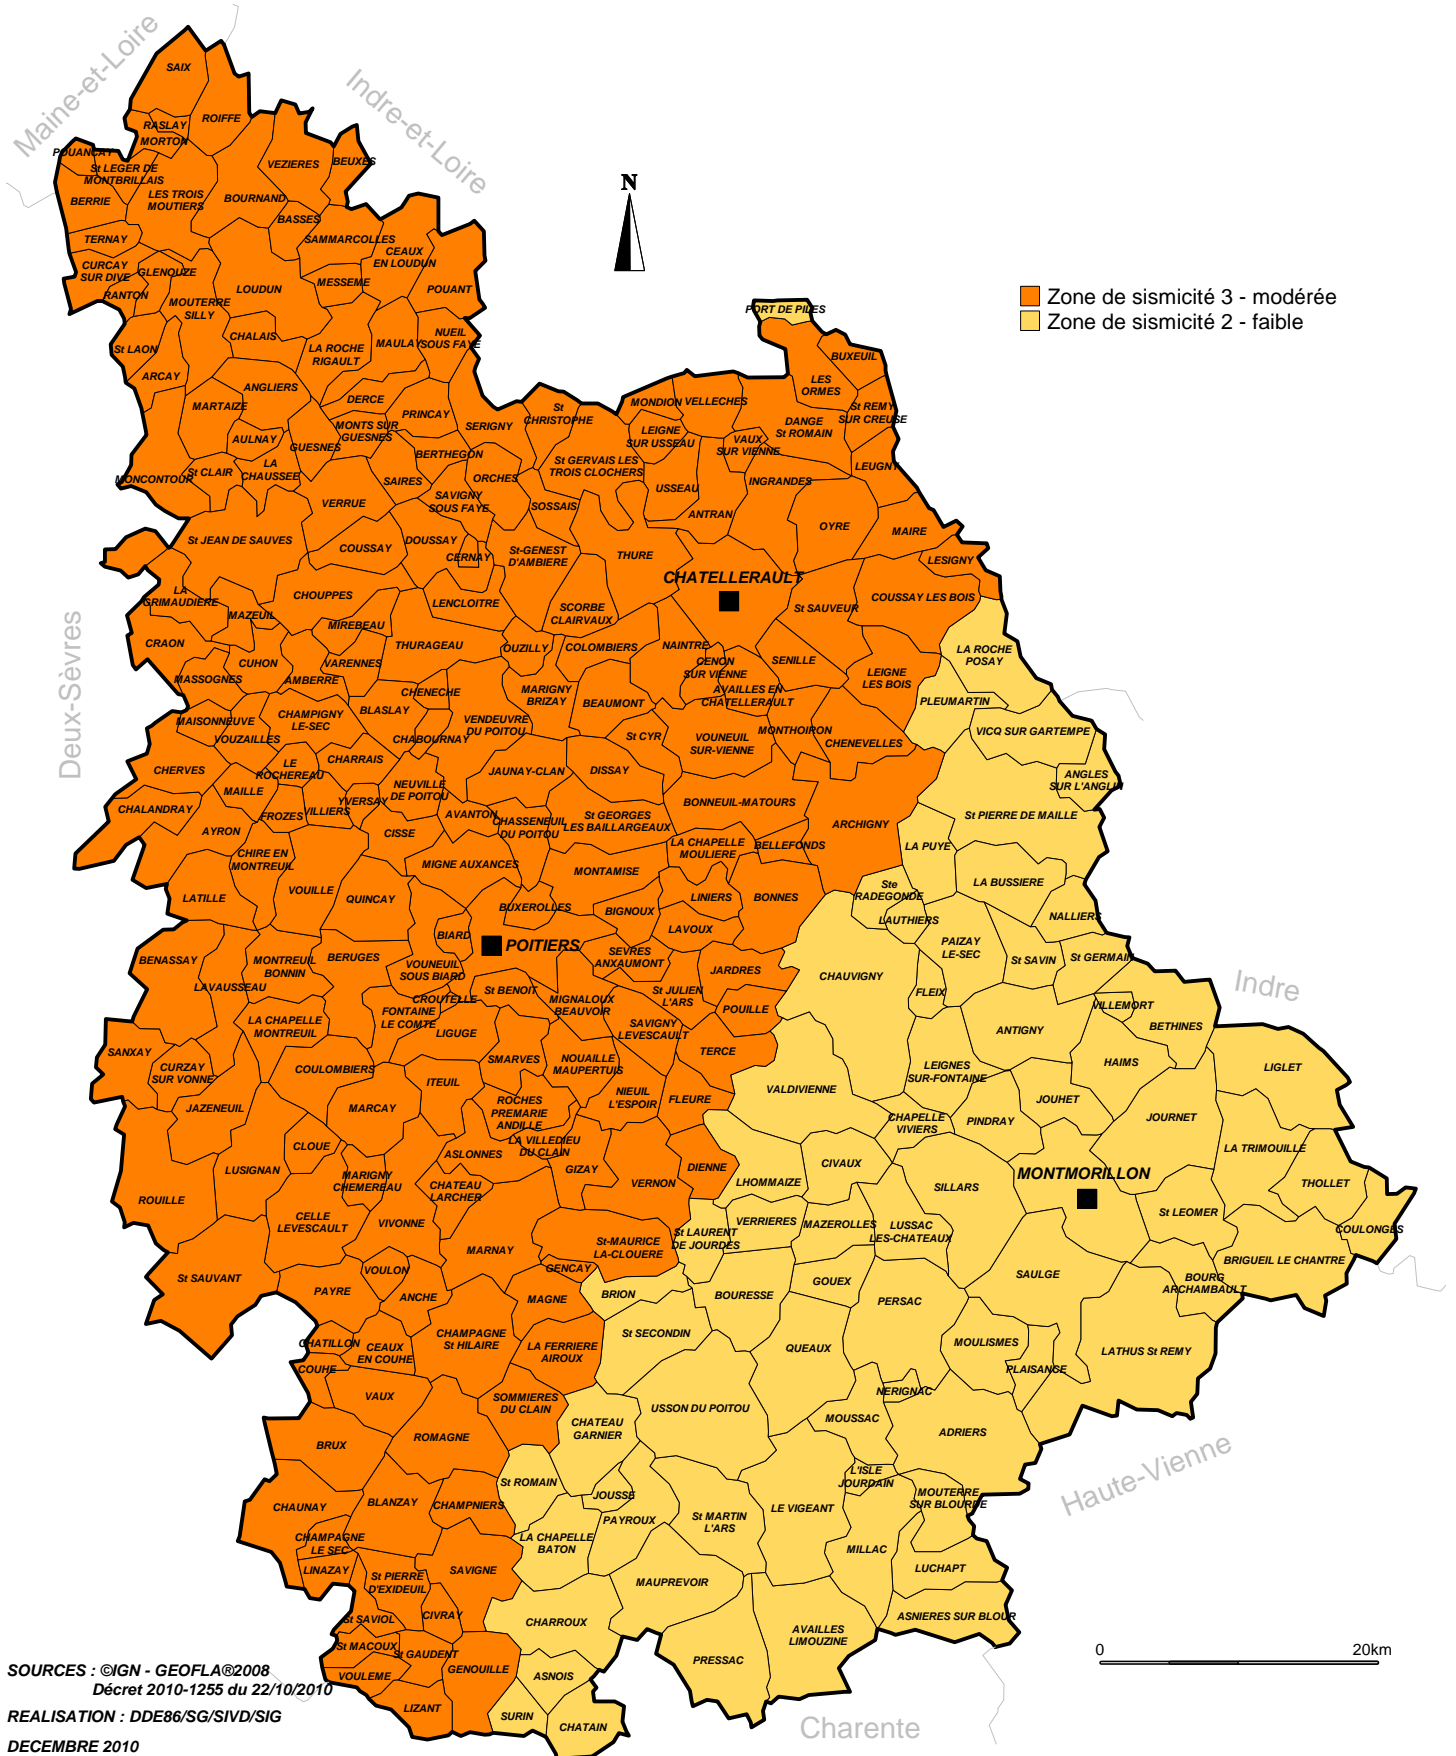 Maine-et-Loire
Indre-et-Loire
N
Zone de sismicité 3 - modérée
Zone de sismicité 2 - faible
SAIX
ROIFFE
RASLAY
MORTON
POUANCAY
St LEGER DE
MONTBRILLAIS
VEZIERES
BEUXES
BERRIE
LES TROIS
MOUTIERS
BOURNAND
BASSES
TERNAY
SAMMARCOLLES
CEAUX
EN LOUDUN
CURCAY
SUR DIVE
GLENOUZE
RANTON
MOUTERRE
SILLY
LOUDUN
MESSEME
POUANT
PORT DE PILES
St LAON
CHALAIS
LA ROCHE
RIGAULT
MAULAY
NUEIL
SOUS FAYE
BUXEUIL
ARCAY
ANGLIERS
LES
ORMES
MARTAIZE
DERCE
PRINCAY
SERIGNY
St
CHRISTOPHE
MONDION
VELLECHES
St REMY
SUR CREUSE
DANGE
St ROMAIN
AULNAY
GUESNES
MONTS SUR
GUESNES
LEIGNE
SUR USSEAU
VAUX
SUR VIENNE
BERTHEGON
St GERVAIS LES
TROIS CLOCHERS
LEUGNY
MONCONTOUR
St CLAIR
LA
CHAUSSEE
SAIRES
ORCHES
USSEAU
INGRANDES
VERRUE
SAVIGNY
SOUS FAYE
SOSSAIS
ANTRAN
OYRE
MAIRE
St JEAN DE SAUVES
COUSSAY
DOUSSAY
CERNAY
St-GENEST
D'AMBIERE
THURE
LESIGNY
CHATELLERAULT
LA
GRIMAUDIERE
CHOUPPES
LENCLOITRE
SCORBE
CLAIRVAUX
St SAUVEUR
COUSSAY LES BOIS
MAZEUIL
MIREBEAU
CRAON
CUHON
VARENNES
THURAGEAU
OUZILLY
COLOMBIERS
NAINTRE
CENON
SUR VIENNE
SENILLE
LA ROCHE
POSAY
MASSOGNES
AMBERRE
LEIGNE
LES BOIS
CHENECHE
MARIGNY
BRIZAY
BEAUMONT
AVAILLES EN
CHATELLERAULT
PLEUMARTIN
Deux-Sèvres
MAISONNEUVE
VOUZAILLES
CHAMPIGNY
LE-SEC
BLASLAY
CHABOURNAY
VENDEUVRE
DU POITOU
St CYR
VOUNEUIL
SUR-VIENNE
MONTHOIRON
CHENEVELLES
VICQ SUR GARTEMPE
CHERVES
LE
ROCHEREAU
CHARRAIS
JAUNAY-CLAN
DISSAY
ANGLES
SUR L'ANGLIN
MAILLE
YVERSAY
NEUVILLE
DE POITOU
CHALANDRAY
FROZES
VILLIERS
AVANTON
CHASSENEUIL
DU POITOU
St GEORGES
LES BAILLARGEAUX
BONNEUIL-MATOURS
ARCHIGNY
St PIERRE DE MAILLE
AYRON
CISSE
LA CHAPELLE
MOULIERE
BELLEFONDS
LA PUYE
CHIRE EN
MONTREUIL
MIGNE AUXANCES
MONTAMISE
LA BUSSIERE
LATILLE
VOUILLE
QUINCAY
BUXEROLLES
BIGNOUX
LINIERS
BONNES
Ste
RADEGONDE
LAUTHIERS
NALLIERS
BIARD
POITIERS
LAVOUX
BENASSAY
LAVAUSSEAU
MONTREUIL
BONNIN
BERUGES
VOUNEUIL
SOUS BIARD
SEVRES
ANXAUMONT
JARDRES
CHAUVIGNY
PAIZAY
LE-SEC
St SAVIN
St GERMAIN
Indre
CROUTELLE
FONTAINE
LE COMTE
St BENOIT
MIGNALOUX
BEAUVOIR
St JULIEN
L'ARS
POUILLE
FLEIX
VILLEMORT
LA CHAPELLE
MONTREUIL
LIGUGE
SAVIGNY
LEVESCAULT
ANTIGNY
BETHINES
SANXAY
CURZAY
SUR VONNE
COULOMBIERS
SMARVES
NOUAILLE
MAUPERTUIS
TERCE
LEIGNES
SUR-FONTAINE
HAIMS
LIGLET
ITEUIL
VALDIVIENNE
JAZENEUIL
MARCAY
ROCHES
PREMARIE
ANDILLE
NIEUIL
L'ESPOIR
FLEURE
JOUHET
JOURNET
CHAPELLE
VIVIERS
PINDRAY
CLOUE
LA VILLEDIEU
DU CLAIN
LA TRIMOUILLE
LUSIGNAN
ASLONNES
GIZAY
DIENNE
CIVAUX
MONTMORILLON
ROUILLE
MARIGNY
CHEMEREAU
CHATEAU
LARCHER
VERNON
LHOMMAIZE
SILLARS
THOLLET
CELLE
LEVESCAULT
VIVONNE
VERRIERES
MAZEROLLES
LUSSAC
LES-CHATEAUX
St LEOMER
COULONGES
MARNAY
St-MAURICE
LA-CLOUERE
St LAURENT
DE JOURDES
St SAUVANT
VOULON
GENCAY
BRION
BOURESSE
GOUEX
SAULGE
BOURG
ARCHAMBAULT
BRIGUEIL LE CHANTRE
PAYRE
ANCHE
MAGNE
PERSAC
CHATILLON
CEAUX
EN COUHE
CHAMPAGNE
St HILAIRE
LA FERRIERE
AIROUX
St SECONDIN
QUEAUX
MOULISMES
LATHUS St REMY
COUHE
PLAISANCE
VAUX
SOMMIERES
DU CLAIN
USSON DU POITOU
NERIGNAC
BRUX
ROMAGNE
CHATEAU
GARNIER
MOUSSAC
ADRIERS
Haute-Vienne
St ROMAIN
L'ISLE
JOURDAIN
CHAUNAY
BLANZAY
CHAMPNIERS
JOUSSE
MOUTERRE
SUR BLOURDE
LE VIGEANT
PAYROUX
St MARTIN
L'ARS
CHAMPAGNE
LE SEC
LA CHAPELLE
BATON
MILLAC
LINAZAY
St PIERRE
D'EXIDEUIL
SAVIGNE
LUCHAPT
MAUPREVOIR
St SAVIOL
CIVRAY
CHARROUX
ASNIERES SUR BLOUR
AVAILLES
LIMOUZINE
St MACOUX
St GAUDENT
PRESSAC
VOULEME
GENOUILLE
ASNOIS
LIZANT
SURIN
CHATAIN
Charente
0 20km
SOURCES : ©IGN - GEOFLA®2008
Décret 2010-1255 du 22/10/2010
REALISATION : DDE86/SG/SIVD/SIG
DECEMBRE 2010